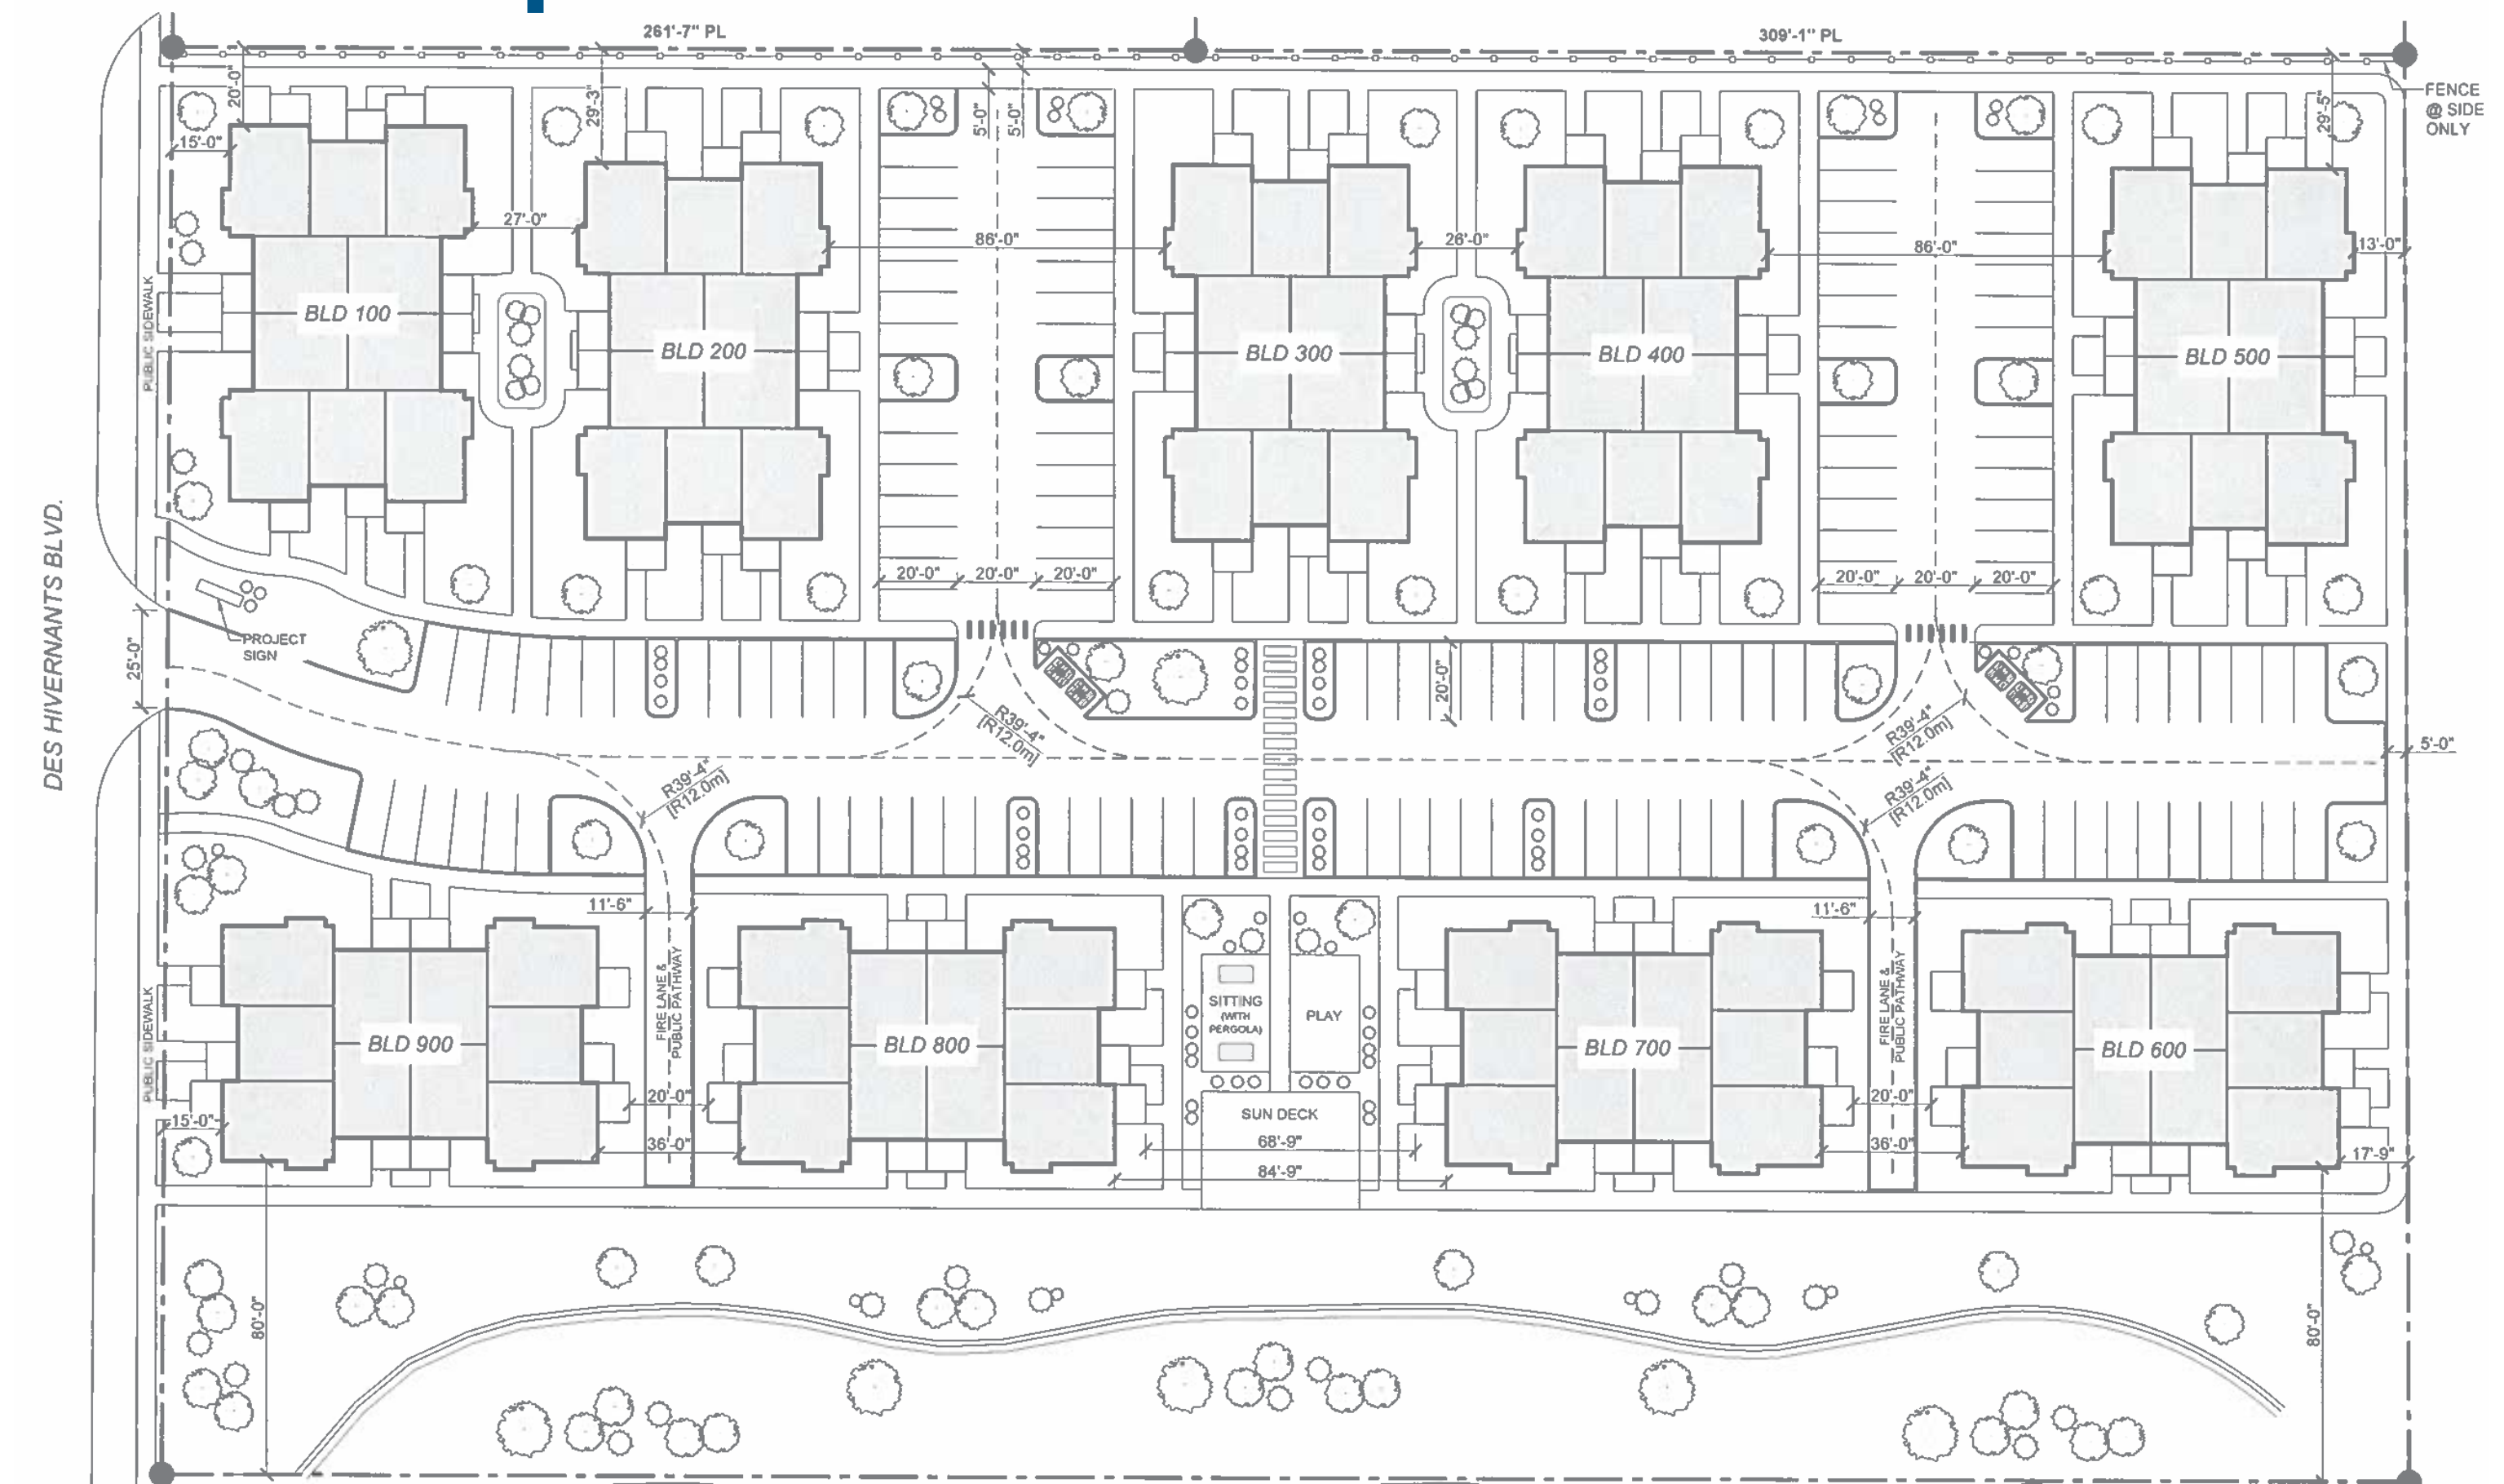 261'-7" PL
309'-1" PL
FENCE
@ SIDE
ONLY
20'-0"
29'-3"
5'-0"
5'-0"
29'-5"
15'-0"
27'-0"
86'-0"
26'-0"
86'-0"
13'-0"
PUBLIC SIDEWALK
BLD 100
BLD 200
BLD 300
BLD 400
BLD 500
DES HIVERNANTS BLVD.
20'-0"
20'-0"
20'-0"
20'-0"
20'-0"
20'-0"
PROJECT
SIGN
25'-0"
20'-0"
R39'-4"
[R12.0m]
R39'-4"
[R12.0m]
5'-0"
R39'-4"
[R12.0m]
R39'-4"
[R12.0m]
11'-6"
11'-6"
PUBLIC SIDEWALK
FIRE LANE &
PUBLIC PATHWAY
SITTING
(WITH
PERGOLA)
PLAY
FIRE LANE &
PUBLIC PATHWAY
BLD 900
BLD 800
BLD 700
BLD 600
15'-0"
20'-0"
SUN DECK
20'-0"
36'-0"
68'-9"
36'-0"
17'-9"
84'-9"
80'-0"
80'-0"